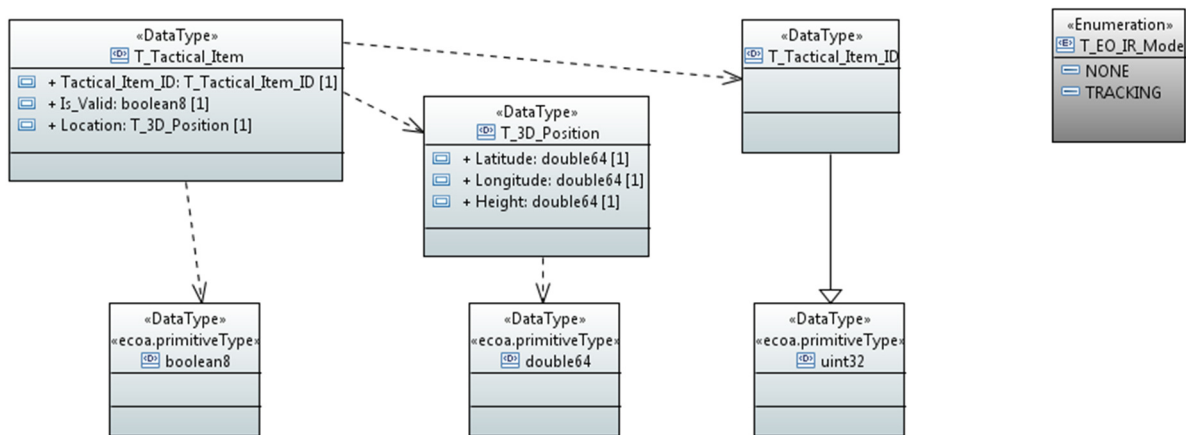 «DataType»
T_Tactical_Item
+ Tactical_Item_ID: T_Tactical_Item_ID [1]
+ Is_Valid: boolean8 [1]
+ Location: T_3D_Position [1]
«DataType»
T_3D_Position
+ Latitude: double64 [1]
+ Longitude: double64 [1]
+ Height: double64 [1]
«DataType»
T_Tactical_Item_ID
«Enumeration»
T_EO_IR_Mode
NONE
TRACKING
«DataType»
«ecoa.primitiveType»
boolean8
«DataType»
«ecoa.primitiveType»
double64
«DataType»
«ecoa.primitiveType»
uint32